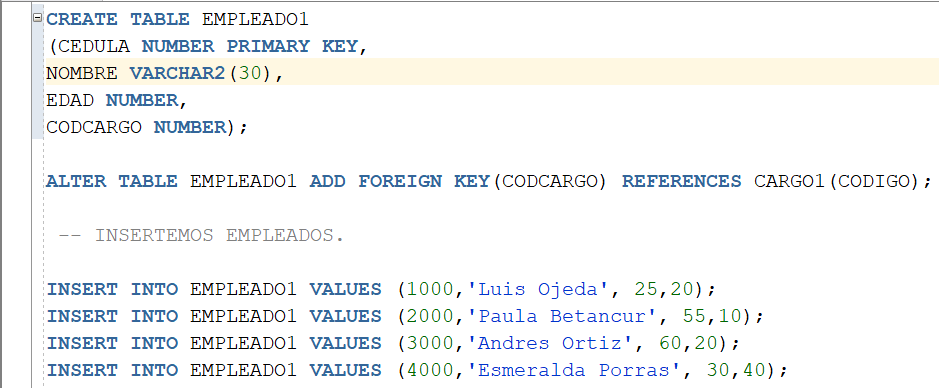 CREATE TABLE EMPLEADO1
(CEDULA NUMBER PRIMARY KEY,
NOMBRE VARCHAR2(30),
EDAD NUMBER,
CODCARGO NUMBER);
ALTER TABLE EMPLEADO1 ADD FOREIGN KEY(CODCARGO) REFERENCES CARGO1(CODIGO);
-- INSERTEMOS EMPLEADOS.
INSERT INTO EMPLEADO1 VALUES (1000,'Luis Ojeda', 25,20);
INSERT INTO EMPLEADO1 VALUES (2000,'Paula Betancur', 55,10);
INSERT INTO EMPLEADO1 VALUES (3000,'Andres Ortiz', 60,20);
INSERT INTO EMPLEADO1 VALUES (4000,'Esmeralda Porras', 30,40);